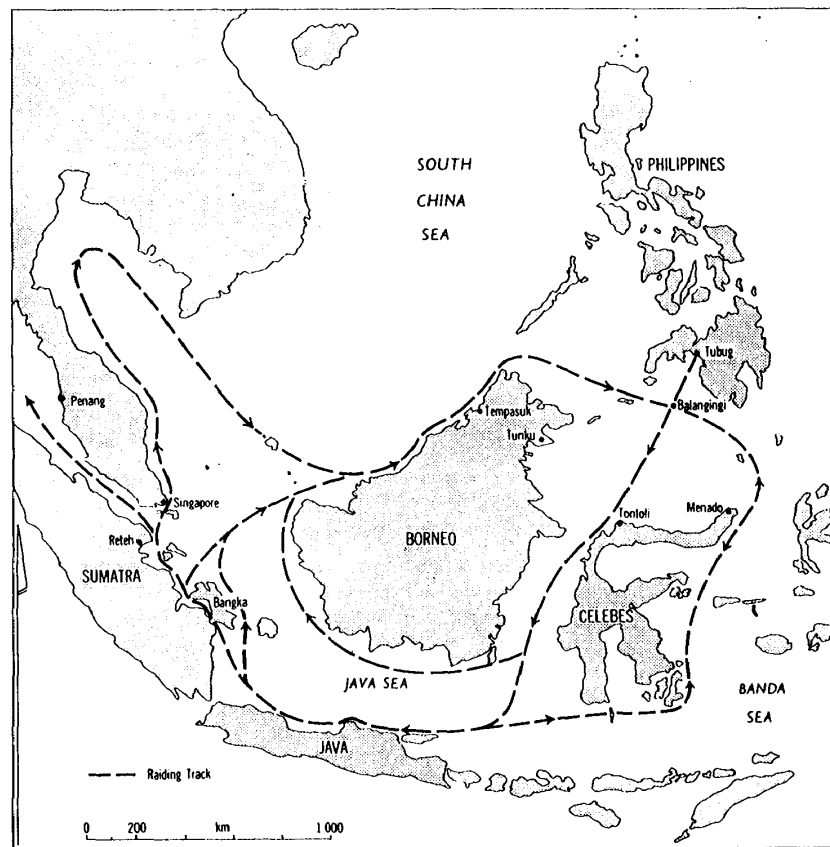 SOUTH
CHINA
SEA
PHILIPPINES
Tubug
Penang
Balangingi
Tempasuk
Tunku
Singapore
Tontoli
Menado
Reteh
BORNEO
SUMATRA
Bangka
CELEBES
JAVA SEA
BANDA
SEA
JAVA
Raiding Track
0 200 km 1 000